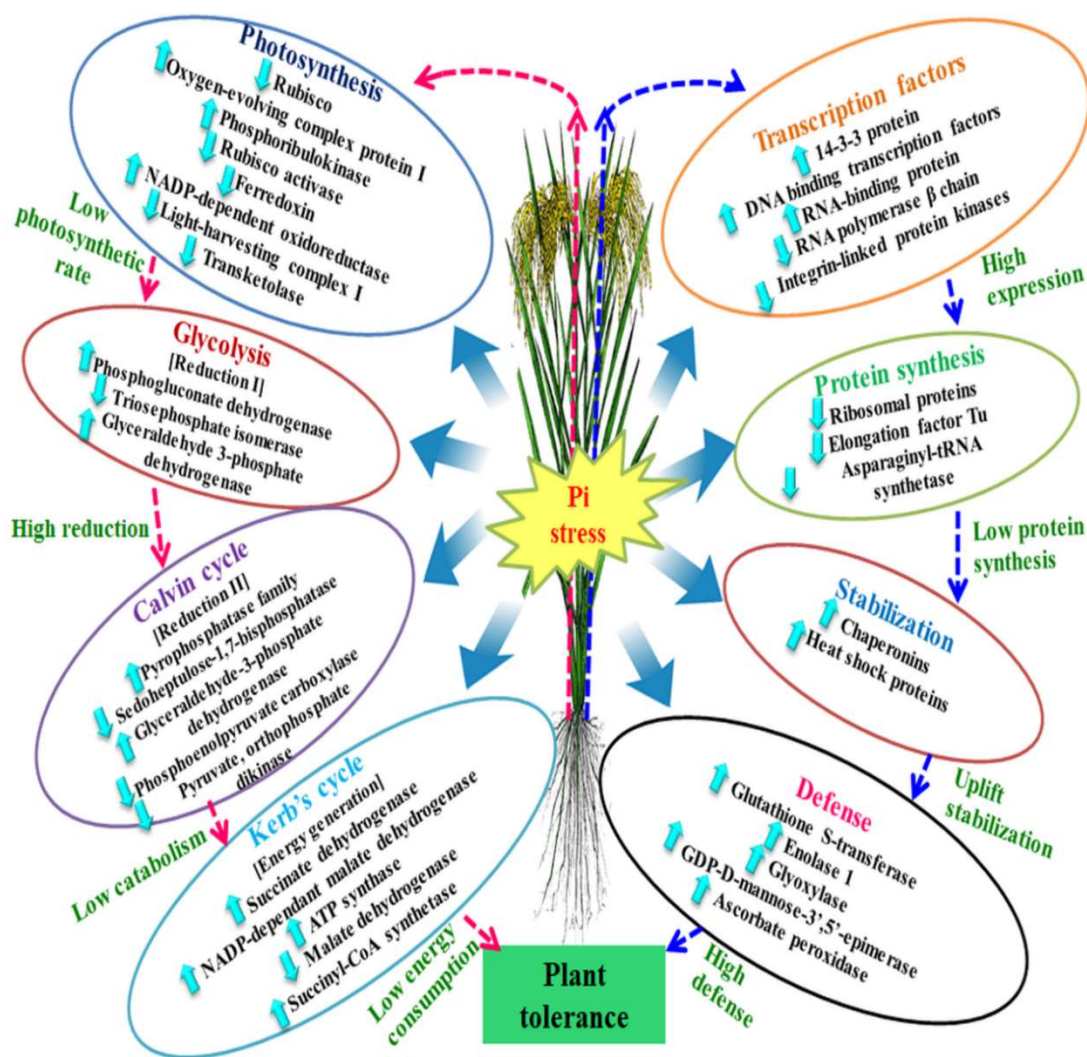 Photosynthesis
Rubisco
Oxygen-evolving complex protein I
Phosphoribulokinase
Rubisco activase
Ferredoxin
NADP-dependent oxidoreductase
Light-harvesting complex I
Transketolase
Low
photosynthetic
rate
Glycolysis
[Reduction I]
Phosphogluconate dehydrogenase
Triosephosphate isomerase
Glyceraldehyde 3-phosphate
dehydrogenase
High reduction
Calvin cycle
[Reduction II]
Pyrophosphatase family
Sedoheptulose-1,7-bisphosphatase
Glyceraldehyde-3-phosphate
dehydrogenase
Phosphoenolpyruvate carboxylase
Pyruvate, orthophosphate
dikinase
Low catabolism
Kerb's cycle
[Energy generation]
Succinate dehydrogenase
NADP-dependant malate dehydrogenase
ATP synthase
Malate dehydrogenase
Succinyl-CoA synthetase
Low energy
consumption
Pi
stress
Plant
tolerance
Transcription factors
14-3-3 protein
DNA binding transcription factors
RNA-binding protein
RNA polymerase β chain
Integrin-linked protein kinases
High
expression
Protein synthesis
Ribosomal proteins
Elongation factor Tu
Asparaginyl-tRNA
synthetase
Low protein
synthesis
Stabilization
Chaperonins
Heat shock proteins
Uplift
stabilization
Defense
Glutathione S-transferase
Enolase 1
Glyoxylase
GDP-D-mannose-3',5'-epimerase
Ascorbate peroxidase
High
defense